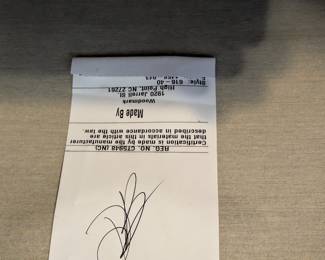 REG. NO. CT5848 (NC)
Certification is made by the manufacturer
that the materials in this article are
described in accordance with the law.
Made By
Woodmark
1920 Jarrell St.
High Point, NC 27261
Style: 616-40